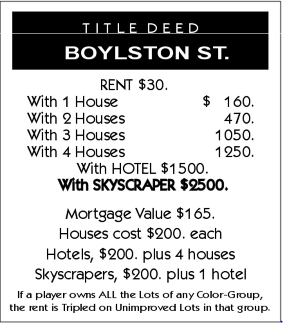 TITLE DEED
BOYLSTON ST.
RENT $30.
With 1 House $ 160.
With 2 Houses 470.
With 3 Houses 1050.
With 4 Houses 1250.
With HOTEL $1500.
With SKYSCRAPER $2500.
Mortgage Value $165.
Houses cost $200. each
Hotels, $200. plus 4 houses
Skyscrapers, $200. plus 1 hotel
If a player owns ALL the Lots of any Color-Group,
the rent is Tripled on Unimproved Lots in that group.